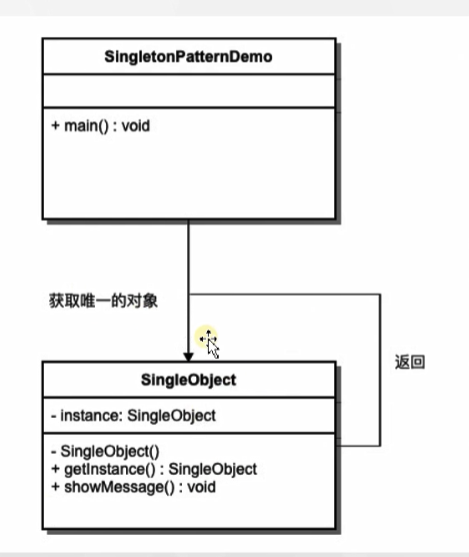 SingletonPatternDemo
+ main() : void
获取唯一的对象
返回
SingleObject
- instance: SingleObject
- SingleObject()
+ getInstance() : SingleObject
+ showMessage() : void